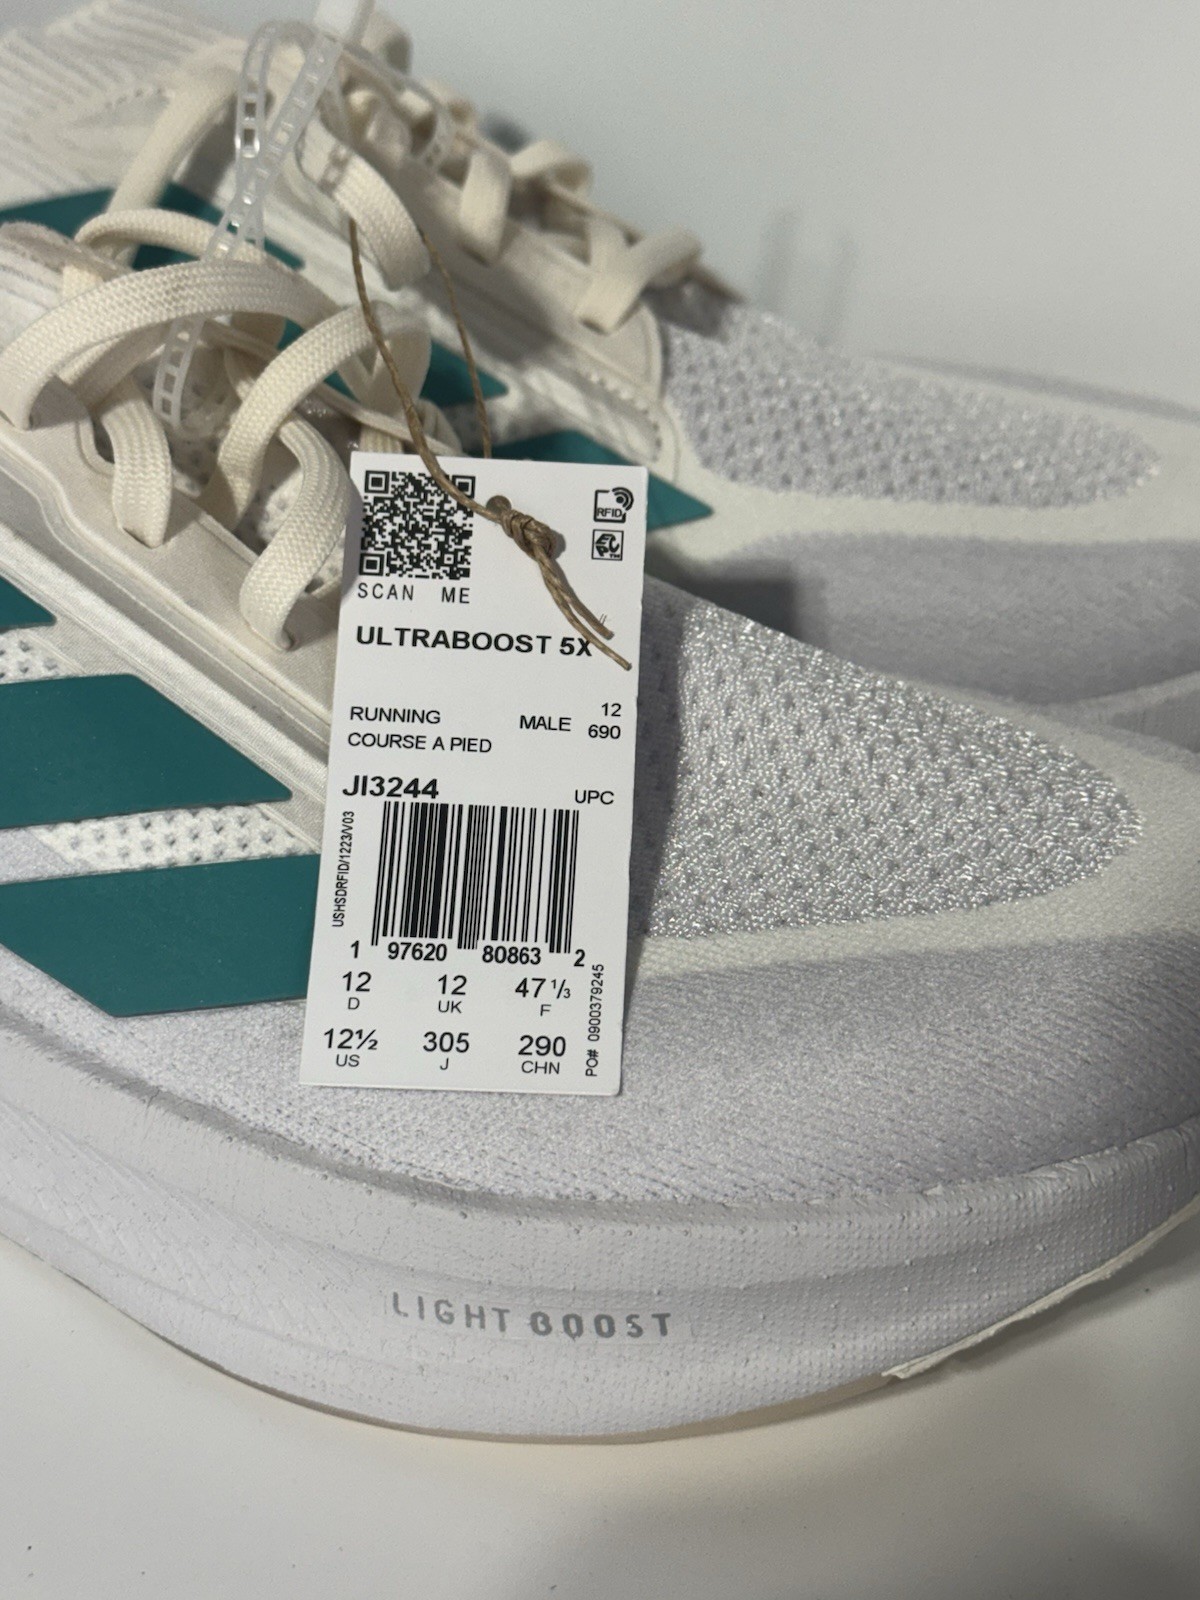 RFID
EPC
SCAN ME
ULTRABOOST 5X
RUNNING
COURSE A PIED
MALE
12
690
JI3244
UPC
USHSDRFID/1223/V03
1 97620 80863 2
12 12 47 1/3
D UK F
12½ 305 290
US J CHN
PO# 0900379245
LIGHT BOOST